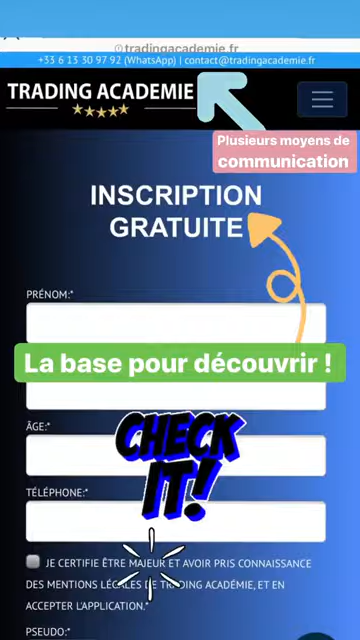 tradingacademie.fr
+33 6 13 30 97 92 (WhatsApp) | contact@tradingacademie.fr
TRADING ACADEMIE
Plusieurs moyens de
communication
INSCRIPTION
GRATUITE
PRÉNOM:*
La base pour découvrir !
ÂGE:*
CHECK
IT!
TÉLÉPHONE:*
JE CERTIFIE ÊTRE MAJEUR ET AVOIR PRIS CONNAISSANCE
DES MENTIONS LÉGALES DE TRADING ACADÉMIE, ET EN
ACCEPTER L'APPLICATION.*
PSEUDO:*